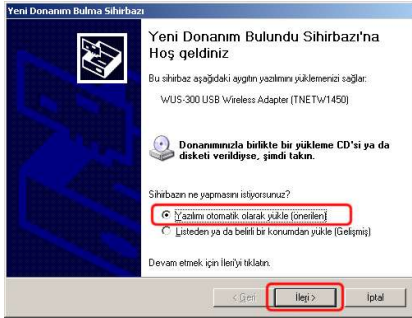 Yeni Donanım Bulma Sihirbazı
Yeni Donanım Bulundu Sihirbazı'na
Hoş geldiniz
Bu sihirbaz aşağıdaki aygıtın yazılımını yüklemenizi sağlar:
WUS-300 USB Wireless Adapter (TNETW1450)
Donanımınızla birlikte bir yükleme CD'si ya da
disketi verildiyse, şimdi takın.
Sihirbazın ne yapmasını istiyorsunuz?
Yazılımı otomatik olarak yükle (önerilen)
Listeden ya da belirli bir konumdan yükle (Gelişmiş)
Devam etmek için İleri'yi tıklatın.
< Geri
İleri >
İptal